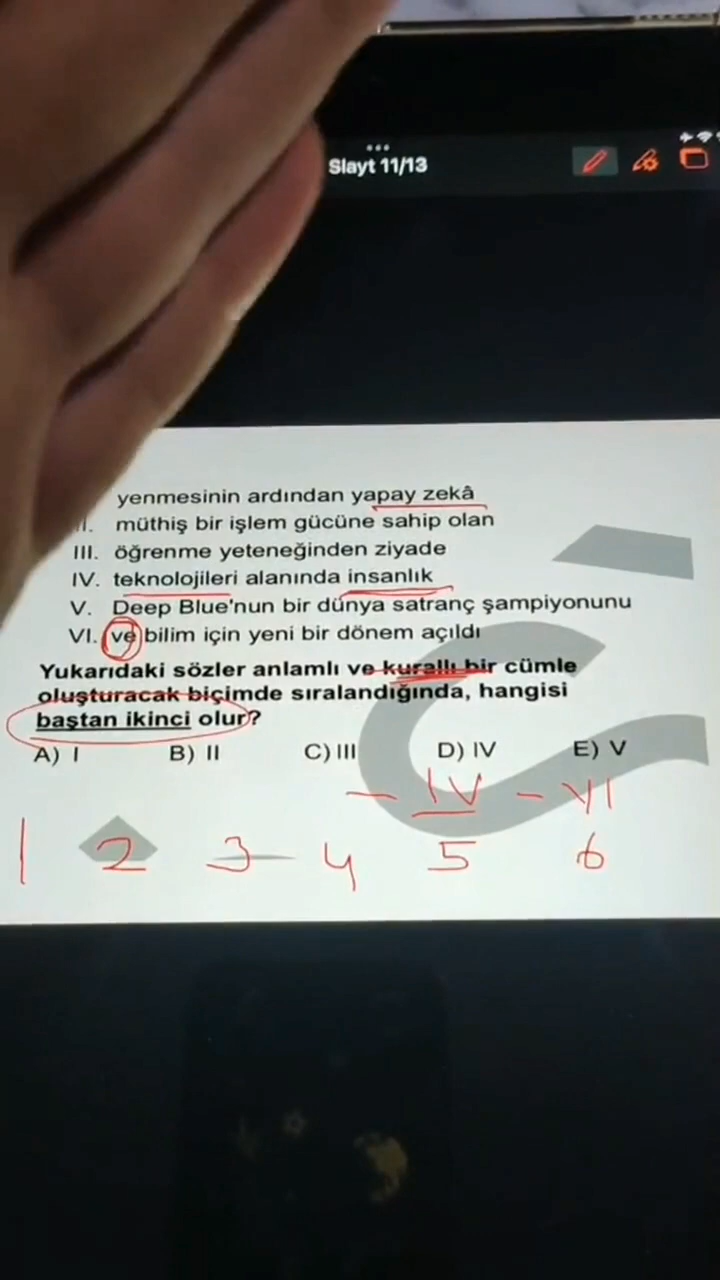 Slayt 11/13
yenmesinin ardından yapay zekâ
müthiş bir işlem gücüne sahip olan
III. öğrenme yeteneğinden ziyade
IV. teknolojileri alanında insanlık
V. Deep Blue'nun bir dünya satranç şampiyonunu
VI. ve bilim için yeni bir dönem açıldı
Yukarıdaki sözler anlamlı ve kurallı bir cümle
oluşturacak biçimde sıralandığında, hangisi
baştan ikinci olur?
A) I B) II C) III D) IV E) V
- IV - VI
1 2 3 4 5 6